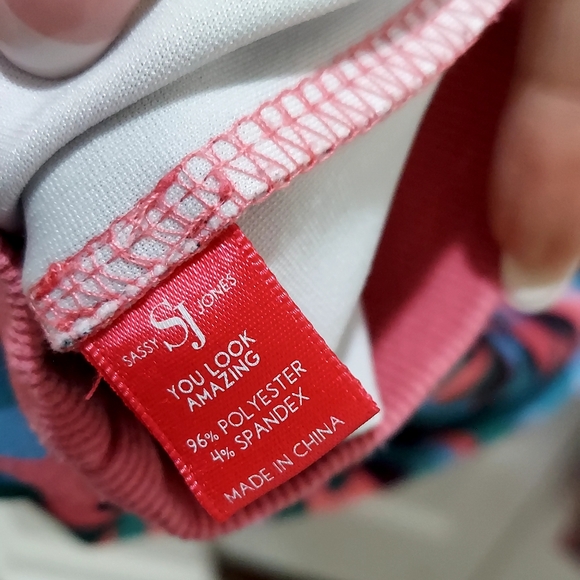 SASSY SJ JONES
YOU LOOK
AMAZING
96% POLYESTER
4% SPANDEX
MADE IN CHINA